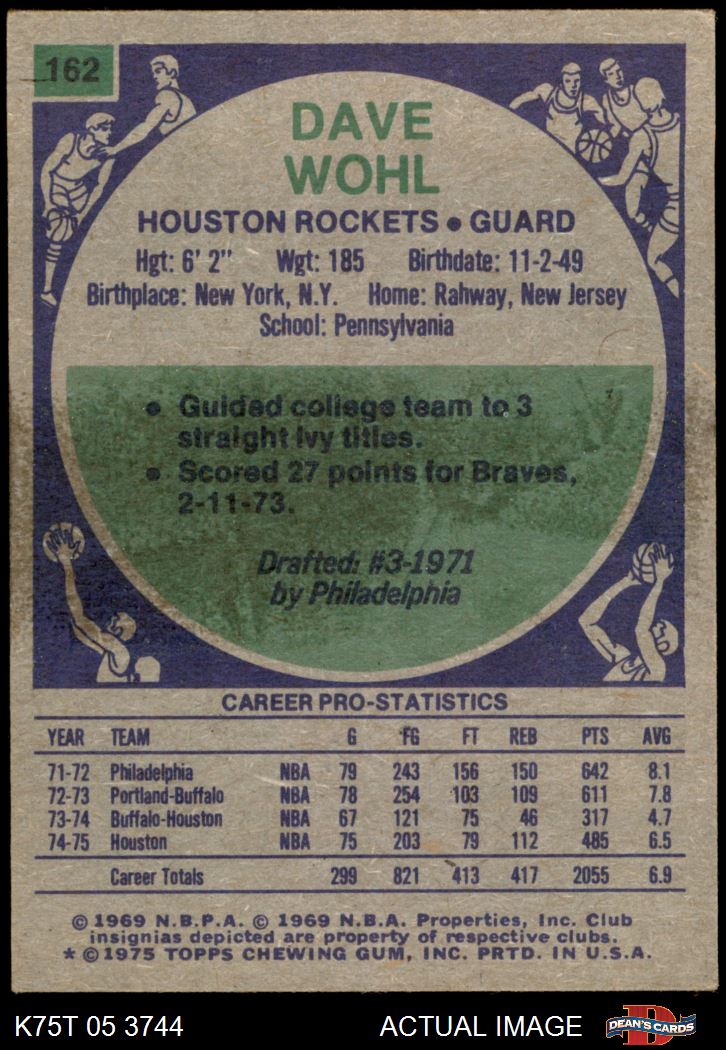 162
DAVE
WOHL
HOUSTON ROCKETS • GUARD
Hgt: 6' 2" Wgt: 185 Birthdate: 11-2-49
Birthplace: New York, N.Y. Home: Rahway, New Jersey
School: Pennsylvania
• Guided college team to 3
straight Ivy titles.
• Scored 27 points for Braves,
2-11-73.
Drafted: #3-1971
by Philadelphia
CAREER PRO-STATISTICS
YEAR TEAM G FG FT REB PTS AVG
71-72 Philadelphia NBA 79 243 156 150 642 8.1
72-73 Portland-Buffalo NBA 78 254 103 109 611 7.8
73-74 Buffalo-Houston NBA 67 121 75 46 317 4.7
74-75 Houston NBA 75 203 79 112 485 6.5
Career Totals 299 821 413 417 2055 6.9
© 1969 N.B.P.A. © 1969 N.B.A. Properties, Inc. Club
insignias depicted are property of respective clubs.
* © 1975 TOPPS CHEWING GUM, INC. PRTD. IN U.S.A.
K75T 05 3744 ACTUAL IMAGE D DEAN'S CARDS